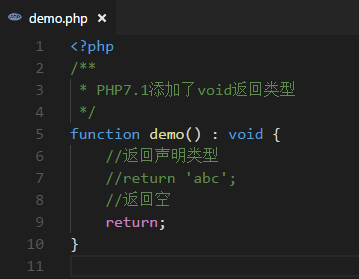 demo.php ×
1 <?php
2 /**
3  * PHP7.1添加了void返回类型
4  */
5 function demo() : void {
6     //返回声明类型
7     //return 'abc';
8     //返回空
9     return;
10 }
11